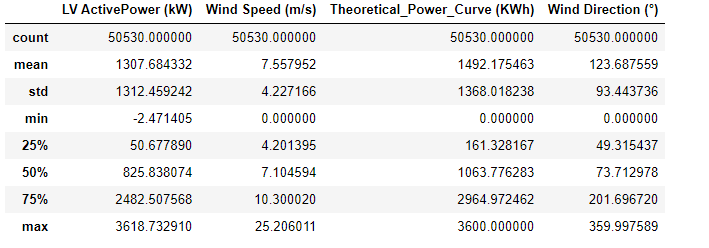 LV ActivePower (kW) Wind Speed (m/s) Theoretical_Power_Curve (KWh) Wind Direction (°)
count 50530.000000 50530.000000 50530.000000 50530.000000
mean 1307.684332 7.557952 1492.175463 123.687559
std 1312.459242 4.227166 1368.018238 93.443736
min -2.471405 0.000000 0.000000 0.000000
25% 50.677890 4.201395 161.328167 49.315437
50% 825.838074 7.104594 1063.776283 73.712978
75% 2482.507568 10.300020 2964.972462 201.696720
max 3618.732910 25.206011 3600.000000 359.997589